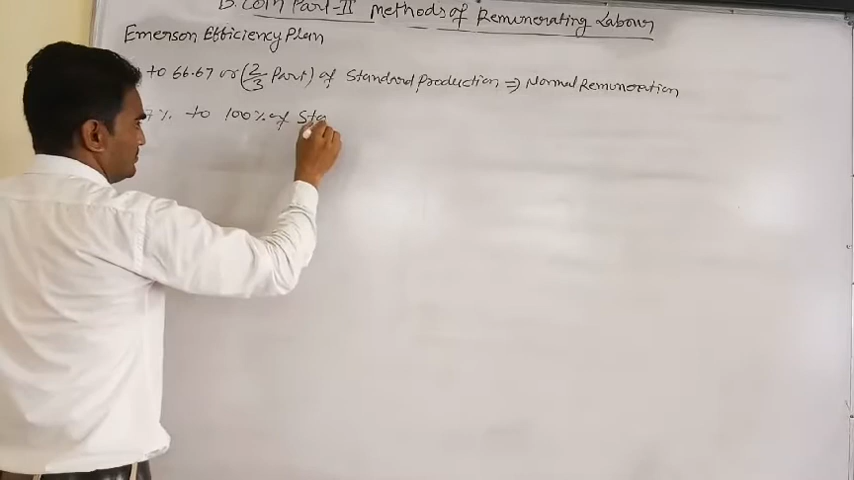 B. Com Part-II methods of Remunerating Labour
Emerson Efficiency Plan
to 66.67 or (2/3 Part) of Standard Production ⇒ Normal Remuneration
7% to 100% of Sta